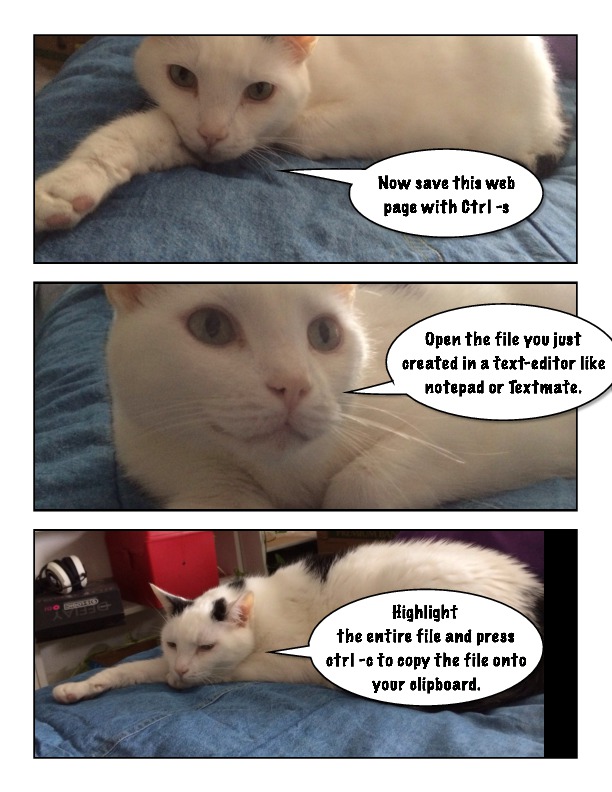 Now save this web
page with Ctrl -s
Open the file you just
created in a text-editor like
notepad or Textmate.
Highlight
the entire file and press
ctrl -c to copy the file onto
your clipboard.